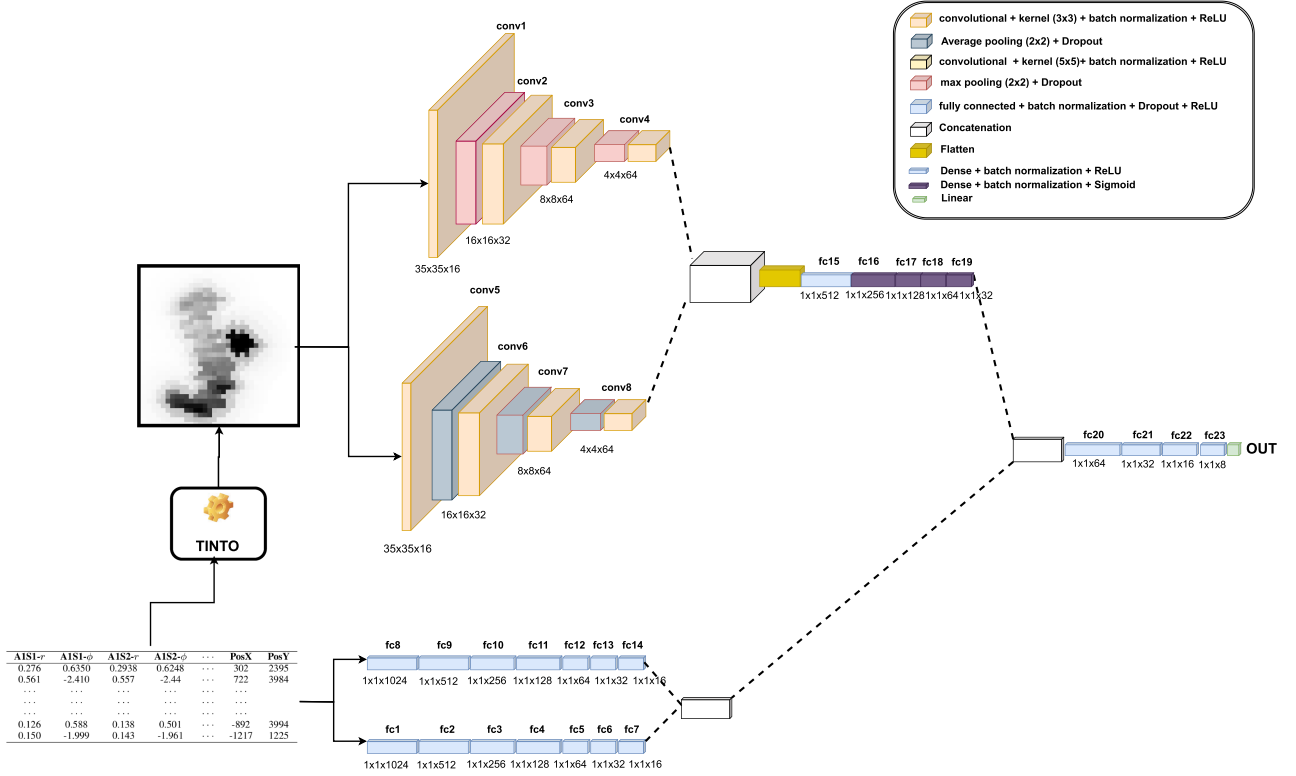 conv1
conv2
conv3
conv4
4x4x64
8x8x64
16x16x32
35x35x16
convolutional + kernel (3x3) + batch normalization + ReLU
Average pooling (2x2) + Dropout
convolutional + kernel (5x5)+ batch normalization + ReLU
max pooling (2x2) + Dropout
fully connected + batch normalization + Dropout + ReLU
Concatenation
Flatten
Dense + batch normalization + ReLU
Dense + batch normalization + Sigmoid
Linear
fc15 fc16 fc17 fc18 fc19
1x1x512 1x1x256 1x1x128 1x1x64 1x1x32
conv5
conv6
conv7
conv8
4x4x64
8x8x64
16x16x32
35x35x16
fc20 fc21 fc22 fc23 OUT
1x1x64 1x1x32 1x1x16 1x1x8
TINTO
A1S1-r A1S1-ϕ A1S2-r A1S2-ϕ ··· PosX PosY
0.276 0.6350 0.2938 0.6248 ··· 302 2395
0.561 -2.410 0.557 -2.44 ··· 722 3984
··· ··· ··· ··· ··· ···
··· ··· ··· ··· ··· ···
0.126 0.588 0.138 0.501 ··· -892 3994
0.150 -1.999 0.143 -1.961 ··· -1217 1225
fc8 fc9 fc10 fc11 fc12 fc13 fc14
1x1x1024 1x1x512 1x1x256 1x1x128 1x1x64 1x1x32 1x1x16
fc1 fc2 fc3 fc4 fc5 fc6 fc7
1x1x1024 1x1x512 1x1x256 1x1x128 1x1x64 1x1x32 1x1x16